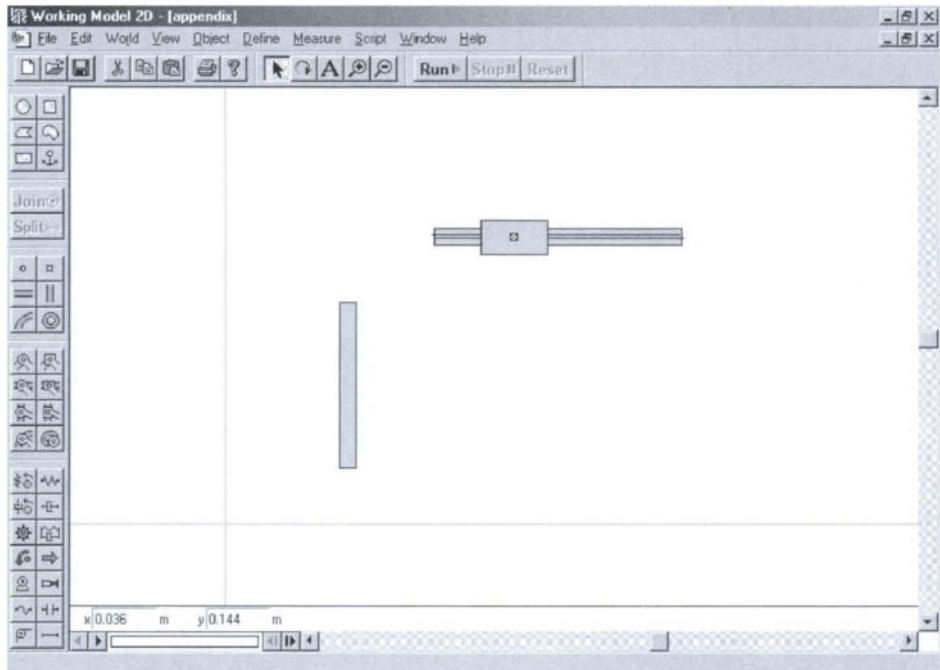 Working Model 2D - [appendix]
File Edit World View Object Define Measure Script Window Help
A Run Stop Reset
Join
Split
x 0.036 m y 0.144 m